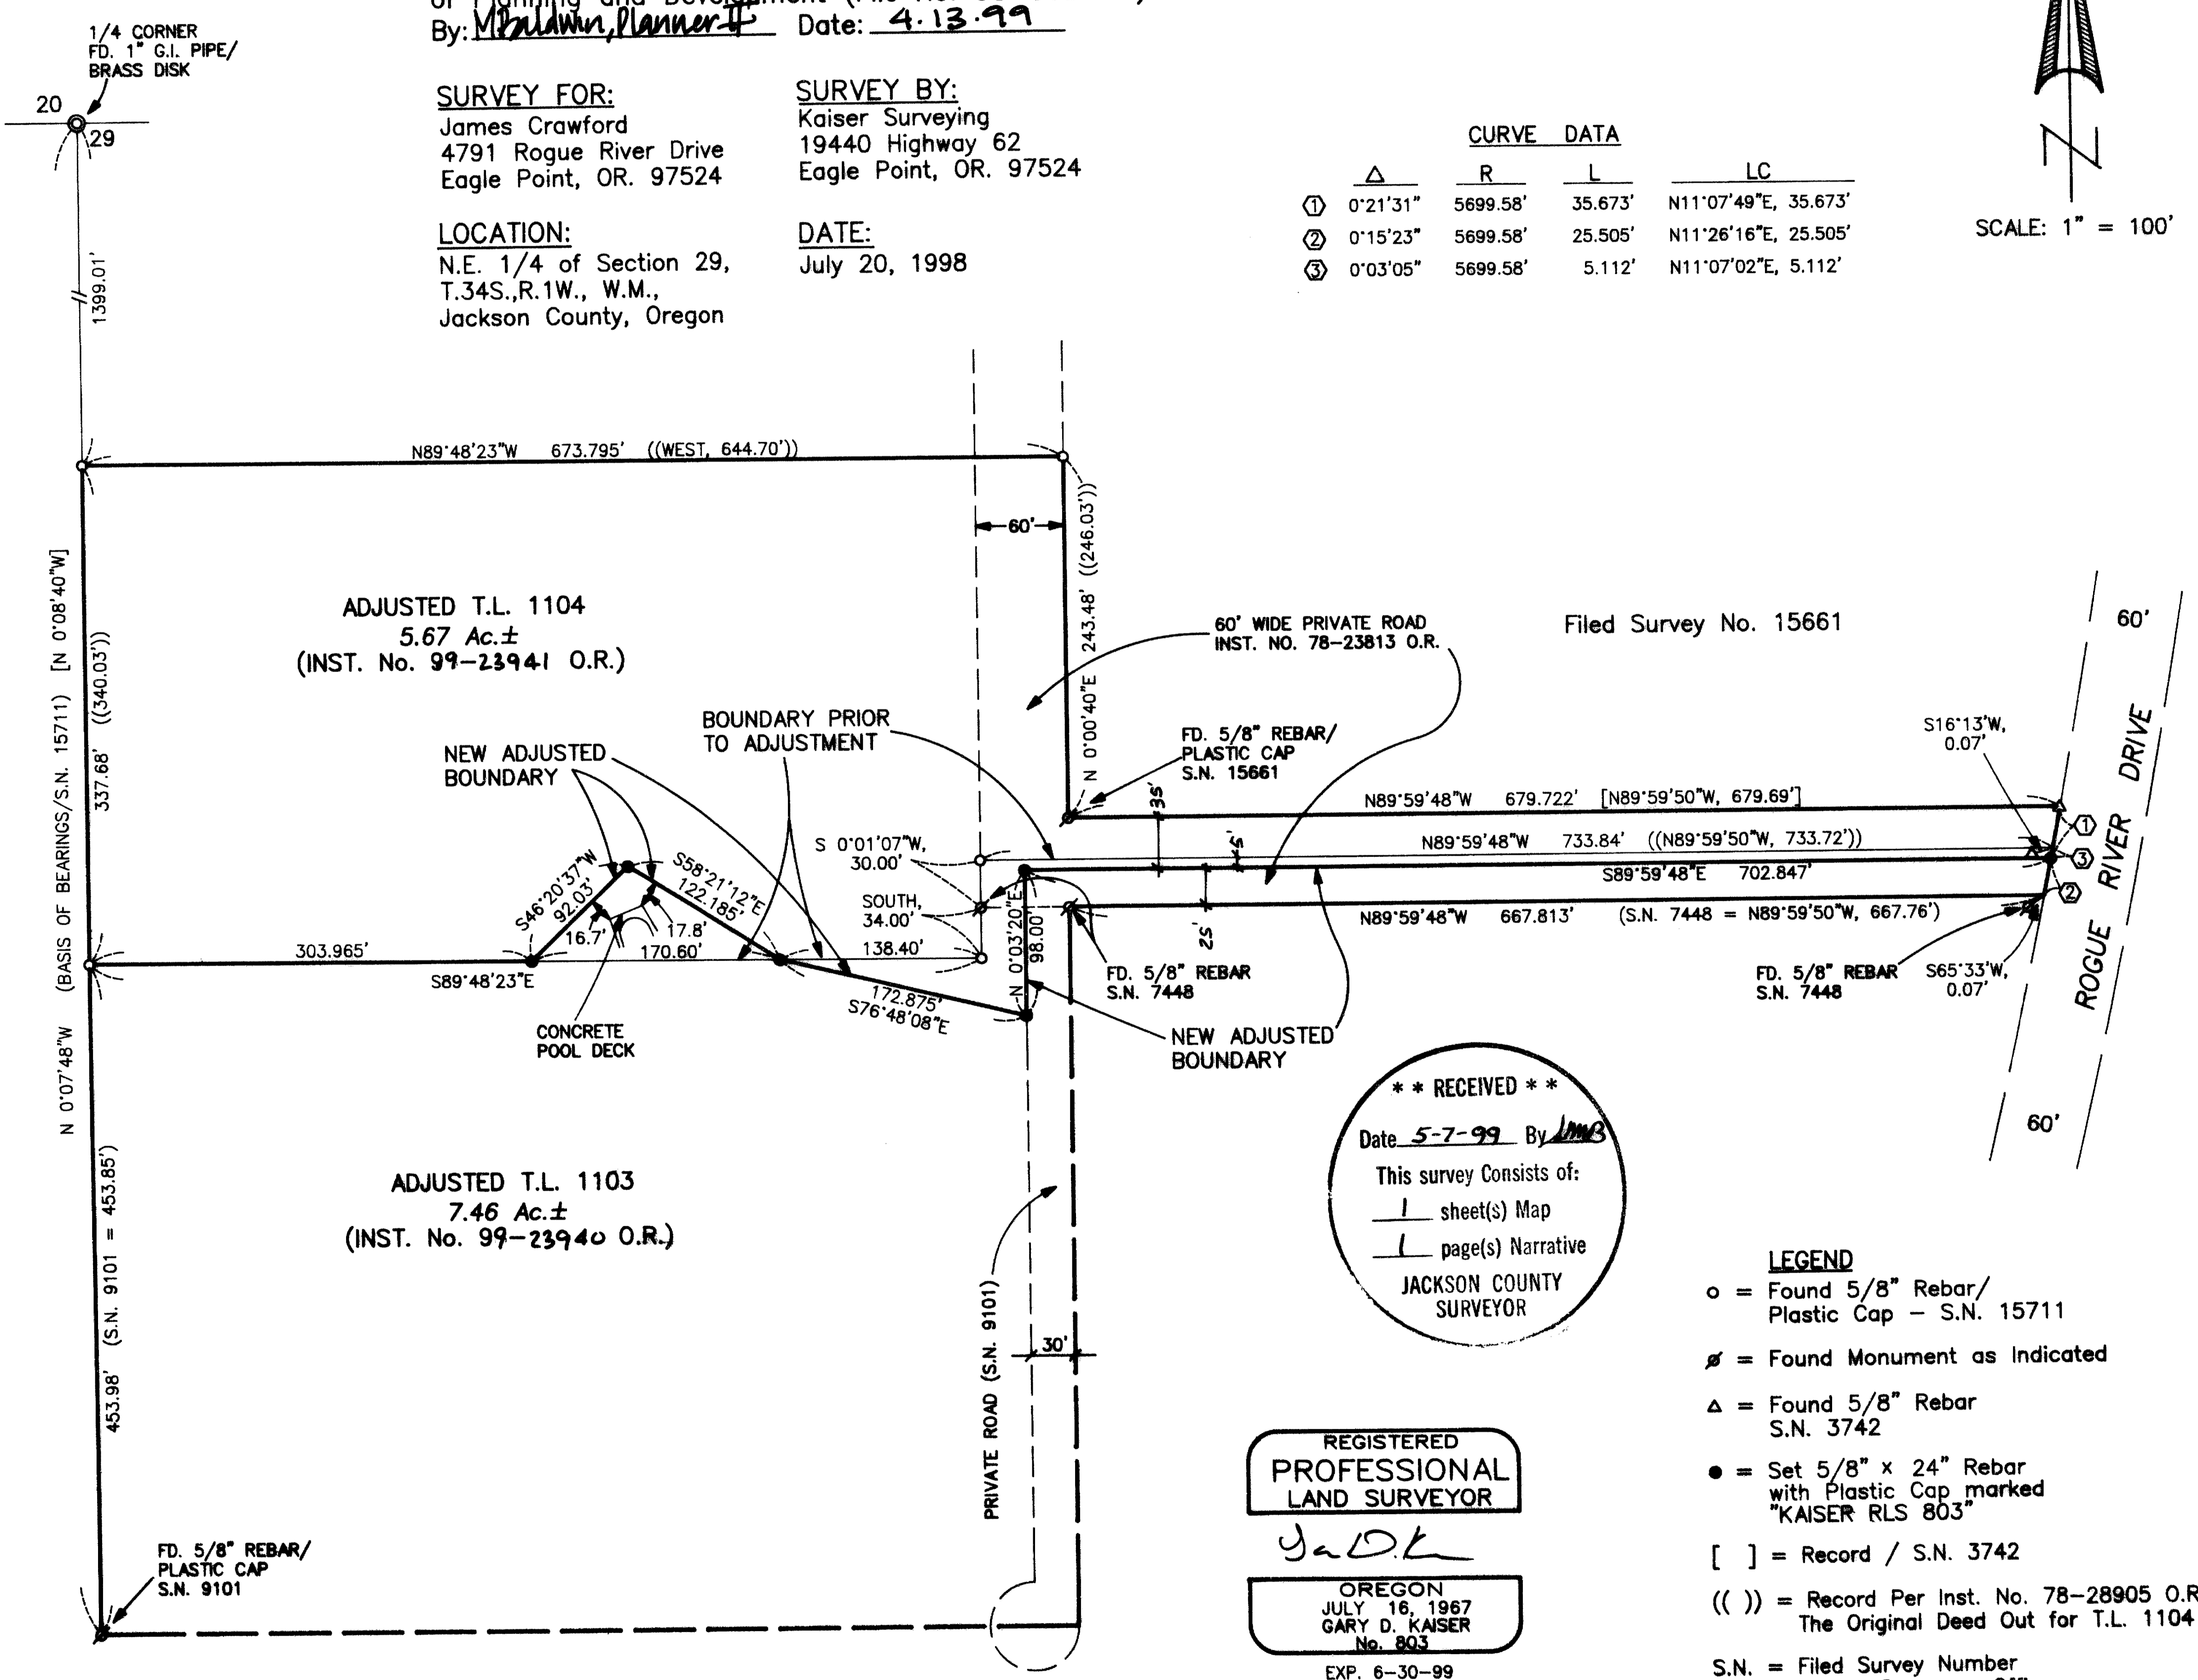 By: M Baldwin, Planner II Date: 4.13.99
1/4 CORNER
FD. 1" G.I. PIPE/
BRASS DISK
20
29
1399.01'
SURVEY FOR:
James Crawford
4791 Rogue River Drive
Eagle Point, OR. 97524
SURVEY BY:
Kaiser Surveying
19440 Highway 62
Eagle Point, OR. 97524
LOCATION:
N.E. 1/4 of Section 29,
T.34S.,R.1W., W.M.,
Jackson County, Oregon
DATE:
July 20, 1998
CURVE DATA
Δ R L LC
1 0°21'31" 5699.58' 35.673' N11°07'49"E, 35.673'
2 0°15'23" 5699.58' 25.505' N11°26'16"E, 25.505'
3 0°03'05" 5699.58' 5.112' N11°07'02"E, 5.112'
N
SCALE: 1" = 100'
N89°48'23"W 673.795' ((WEST, 644.70'))
60'
N 0°00'40"E 243.48' ((246.03'))
N 0°07'48"W (BASIS OF BEARINGS/S.N. 15711) [N 0°08'40"W]
337.68' ((340.03'))
ADJUSTED T.L. 1104
5.67 Ac.±
(INST. No. 99-23941 O.R.)
60' WIDE PRIVATE ROAD
INST. NO. 78-23813 O.R.
Filed Survey No. 15661
60'
BOUNDARY PRIOR
TO ADJUSTMENT
NEW ADJUSTED
BOUNDARY
FD. 5/8" REBAR/
PLASTIC CAP
S.N. 15661
S16°13'W,
0.07'
ROGUE RIVER DRIVE
35'
N89°59'48"W 679.722' [N89°59'50"W, 679.69']
1
S 0°01'07"W,
30.00'
5'
N89°59'48"W 733.84' ((N89°59'50"W, 733.72'))
3
S89°59'48"E 702.847'
2
S46°20'37"W
92.03'
S58°21'12"E
122.185'
SOUTH,
34.00'
N89°59'48"W 667.813' (S.N. 7448 = N89°59'50"W, 667.76')
25'
16.7'
17.8'
303.965'
170.60'
138.40'
S89°48'23"E
N 0°03'20"E
98.00'
FD. 5/8" REBAR
S.N. 7448
FD. 5/8" REBAR
S.N. 7448
S65°33'W,
0.07'
172.875'
S76°48'08"E
CONCRETE
POOL DECK
NEW ADJUSTED
BOUNDARY
60'
* * RECEIVED * *
Date 5-7-99 By LMB
This survey Consists of:
1 sheet(s) Map
1 page(s) Narrative
JACKSON COUNTY
SURVEYOR
453.98' (S.N. 9101 = 453.85')
ADJUSTED T.L. 1103
7.46 Ac.±
(INST. No. 99-23940 O.R.)
PRIVATE ROAD (S.N. 9101)
30'
FD. 5/8" REBAR/
PLASTIC CAP
S.N. 9101
REGISTERED
PROFESSIONAL
LAND SURVEYOR
OREGON
JULY 16, 1967
GARY D. KAISER
No. 803
EXP. 6-30-99
LEGEND
○ = Found 5/8" Rebar/
Plastic Cap – S.N. 15711
ø = Found Monument as Indicated
Δ = Found 5/8" Rebar
S.N. 3742
● = Set 5/8" x 24" Rebar
with Plastic Cap marked
"KAISER RLS 803"
[ ] = Record / S.N. 3742
(( )) = Record Per Inst. No. 78-28905 O.R
The Original Deed Out for T.L. 1104
S.N. = Filed Survey Number